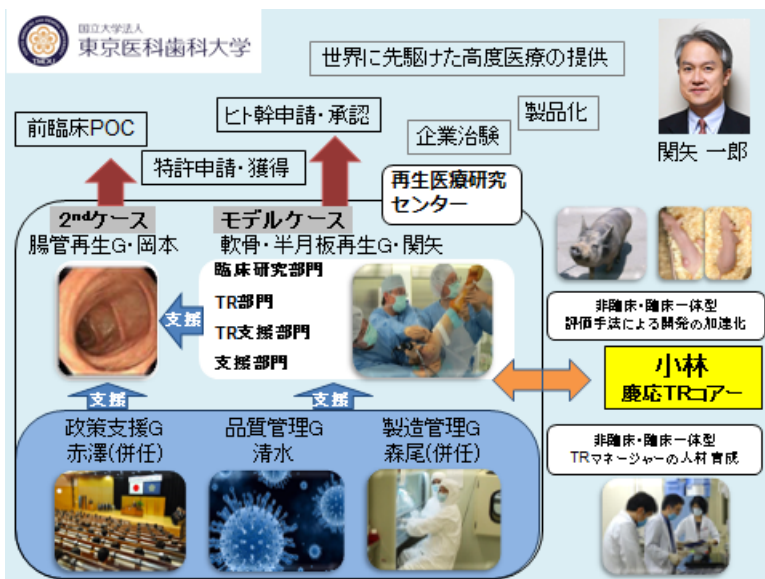 国立大学法人
東京医科歯科大学
TMDU
世界に先駆けた高度医療の提供
前臨床POC
ヒト幹申請・承認
製品化
企業治験
特許申請・獲得
関矢 一郎
再生医療研究
センター
2ndケース
腸管再生G・岡本
モデルケース
軟骨・半月板再生G・関矢
臨床研究部門
TR部門
TR支援部門
支援部門
支援
非臨床・臨床一体型
評価手法による開発の加速化
小林
慶応TRコアー
支援
支援
政策支援G
赤澤(併任)
品質管理G
清水
製造管理G
森尾(併任)
非臨床・臨床一体型
TRマネージャーの人材育成